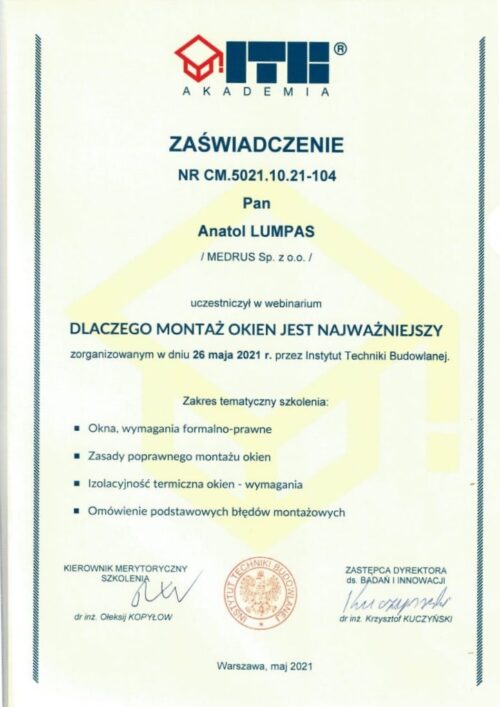 ITB ®
AKADEMIA
ZAŚWIADCZENIE
NR CM.5021.10.21-104
Pan
Anatol LUMPAS
/ MEDRUS Sp. z o.o. /
uczestniczył w webinarium
DLACZEGO MONTAŻ OKIEN JEST NAJWAŻNIEJSZY
zorganizowanym w dniu 26 maja 2021 r. przez Instytut Techniki Budowlanej.
Zakres tematyczny szkolenia:
▪ Okna, wymagania formalno-prawne
▪ Zasady poprawnego montażu okien
▪ Izolacyjność termiczna okien - wymagania
▪ Omówienie podstawowych błędów montażowych
KIEROWNIK MERYTORYCZNY
SZKOLENIA
dr inż. Ołeksij KOPYŁOW
INSTYTUT TECHNIKI BUDOWLANEJ
ZASTĘPCA DYREKTORA
ds. BADAŃ I INNOWACJI
Kuczyński
dr inż. Krzysztof KUCZYŃSKI
Warszawa, maj 2021